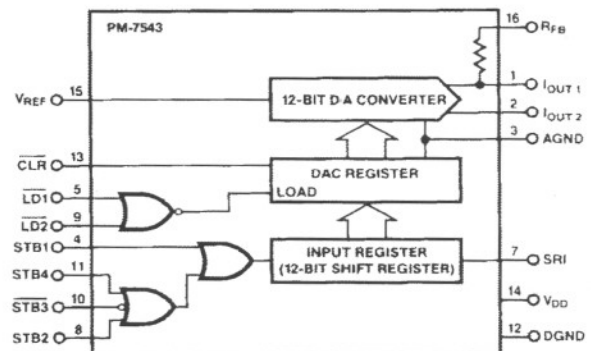 PM-7543
16 RFB
VREF 15
12-BIT D-A CONVERTER
1 IOUT 1
2 IOUT 2
3 AGND
CLR 13
DAC REGISTER
LOAD
LD1 5
LD2 9
STB1 4
STB4 11
STB3 10
STB2 8
INPUT REGISTER
(12-BIT SHIFT REGISTER)
7 SRI
14 VDD
12 DGND